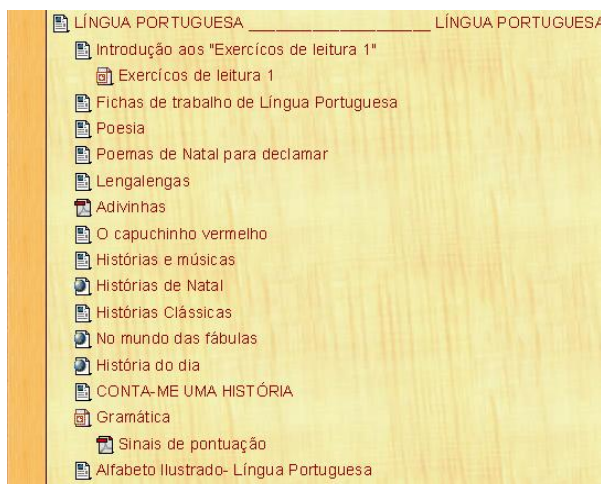 LÍNGUA PORTUGUESA ____________________ LÍNGUA PORTUGUESA
Introdução aos "Exercícos de leitura 1"
Exercícos de leitura 1
Fichas de trabalho de Língua Portuguesa
Poesia
Poemas de Natal para declamar
Lengalengas
Adivinhas
O capuchinho vermelho
Histórias e músicas
Histórias de Natal
Histórias Clássicas
No mundo das fábulas
História do dia
CONTA-ME UMA HISTÓRIA
Gramática
Sinais de pontuação
Alfabeto Ilustrado- Língua Portuguesa